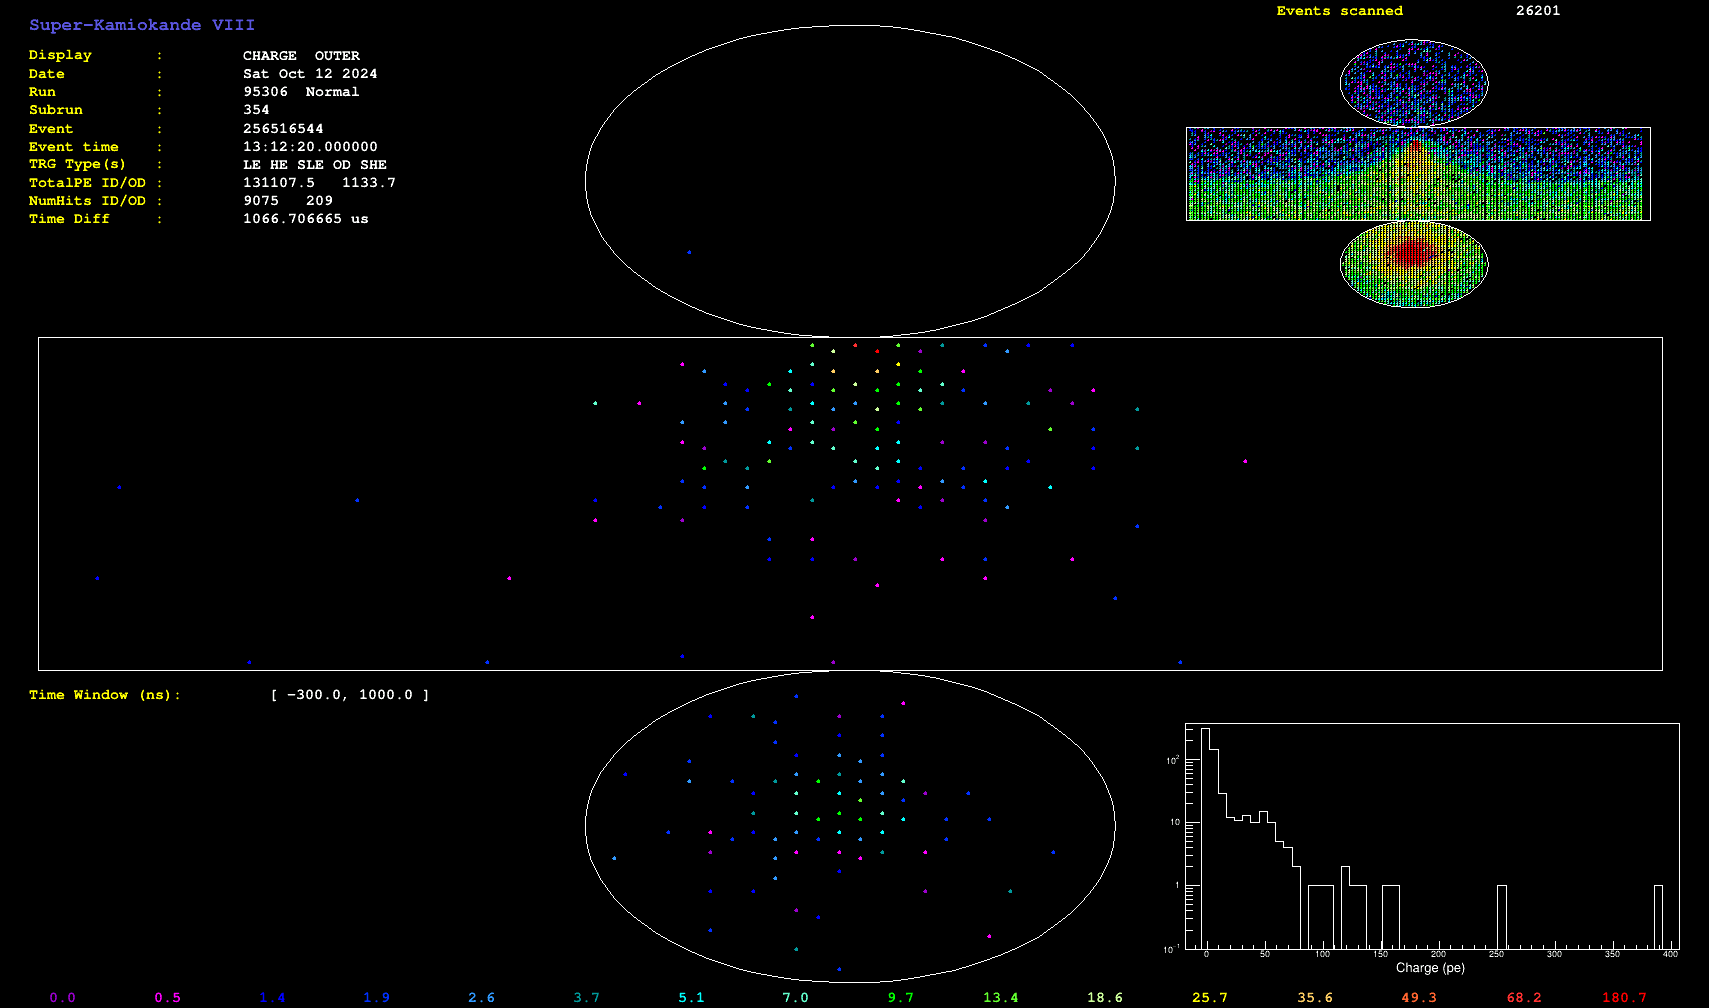 Super-Kamiokande VIII
Events scanned 26201
Display : CHARGE OUTER
Date : Sat Oct 12 2024
Run : 95306 Normal
Subrun : 354
Event : 256516544
Event time : 13:12:20.000000
TRG Type(s) : LE HE SLE OD SHE
TotalPE ID/OD : 131107.5 1133.7
NumHits ID/OD : 9075 209
Time Diff : 1066.706665 us
Time Window (ns): [ -300.0, 1000.0 ]
10²
10
1
10⁻¹
0 50 100 150 200 250 300 350 400
Charge (pe)
0.0 0.5 1.4 1.9 2.6 3.7 5.1 7.0 9.7 13.4 18.6 25.7 35.6 49.3 68.2 180.7